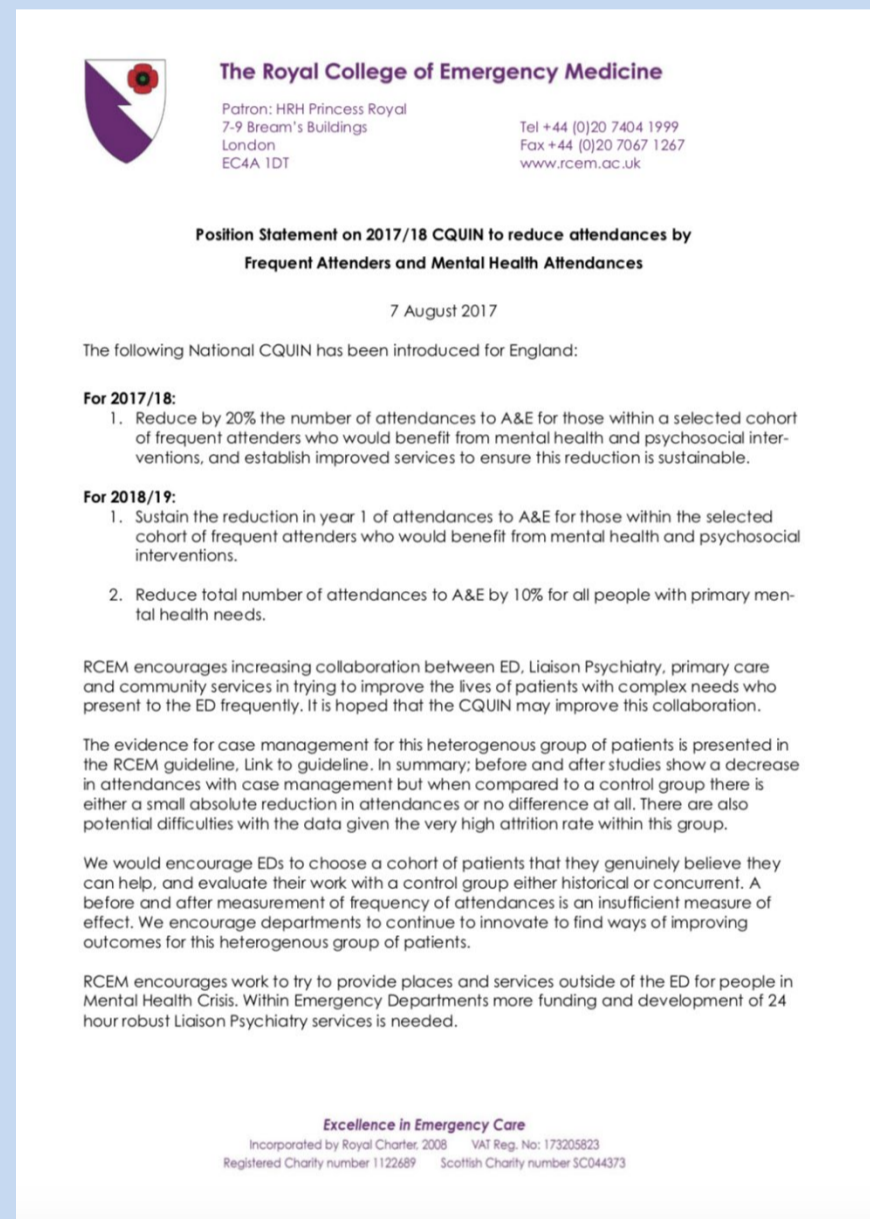 The Royal College of Emergency Medicine
Patron: HRH Princess Royal
7-9 Bream's Buildings
London
EC4A 1DT
Tel +44 (0)20 7404 1999
Fax +44 (0)20 7067 1267
www.rcem.ac.uk
Position Statement on 2017/18 CQUIN to reduce attendances by
Frequent Attenders and Mental Health Attendances
7 August 2017
The following National CQUIN has been introduced for England:
For 2017/18:
1. Reduce by 20% the number of attendances to A&E for those within a selected cohort
of frequent attenders who would benefit from mental health and psychosocial inter-
ventions, and establish improved services to ensure this reduction is sustainable.
For 2018/19:
1. Sustain the reduction in year 1 of attendances to A&E for those within the selected
cohort of frequent attenders who would benefit from mental health and psychosocial
interventions.
2. Reduce total number of attendances to A&E by 10% for all people with primary men-
tal health needs.
RCEM encourages increasing collaboration between ED, Liaison Psychiatry, primary care
and community services in trying to improve the lives of patients with complex needs who
present to the ED frequently. It is hoped that the CQUIN may improve this collaboration.
The evidence for case management for this heterogenous group of patients is presented in
the RCEM guideline, Link to guideline. In summary; before and after studies show a decrease
in attendances with case management but when compared to a control group there is
either a small absolute reduction in attendances or no difference at all. There are also
potential difficulties with the data given the very high attrition rate within this group.
We would encourage EDs to choose a cohort of patients that they genuinely believe they
can help, and evaluate their work with a control group either historical or concurrent. A
before and after measurement of frequency of attendances is an insufficient measure of
effect. We encourage departments to continue to innovate to find ways of improving
outcomes for this heterogenous group of patients.
RCEM encourages work to try to provide places and services outside of the ED for people in
Mental Health Crisis. Within Emergency Departments more funding and development of 24
hour robust Liaison Psychiatry services is needed.
Excellence in Emergency Care
Incorporated by Royal Charter, 2008 VAT Reg. No: 173205823
Registered Charity number 1122689 Scottish Charity number SC044373